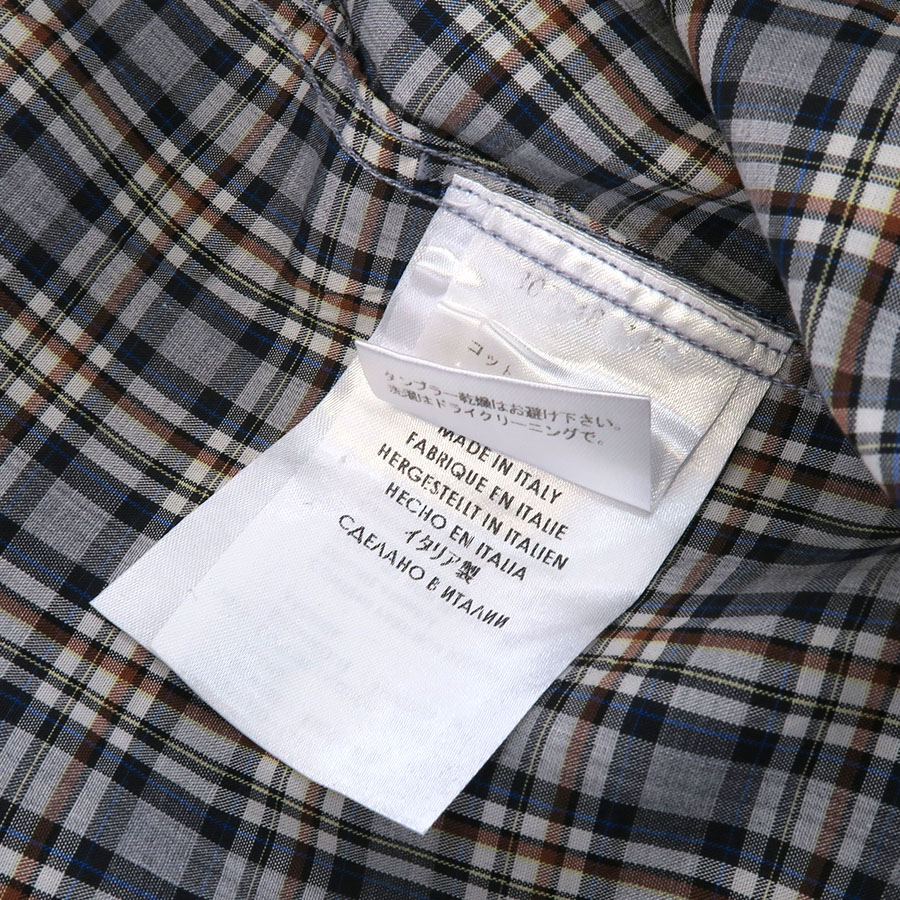 コット
タンブラー乾燥はお避け下さい。
洗濯はドライクリーニングで。
MADE IN ITALY
FABRIQUE EN ITALIE
HERGESTELLT IN ITALIEN
HECHO EN ITALIA
イタリア製
СДЕЛАНО В ИТАЛИИ